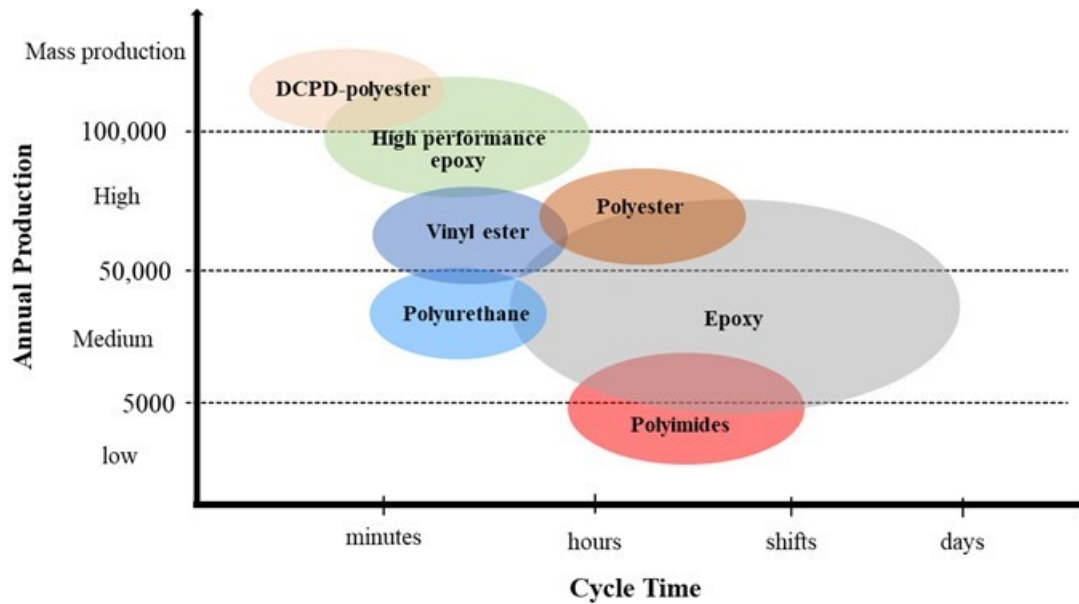 Mass production
DCPD-polyester
100,000
High performance
epoxy
High
Polyester
Vinyl ester
50,000
Annual Production
Polyurethane
Epoxy
Medium
5000
Polyimides
low
minutes
hours
shifts
days
Cycle Time